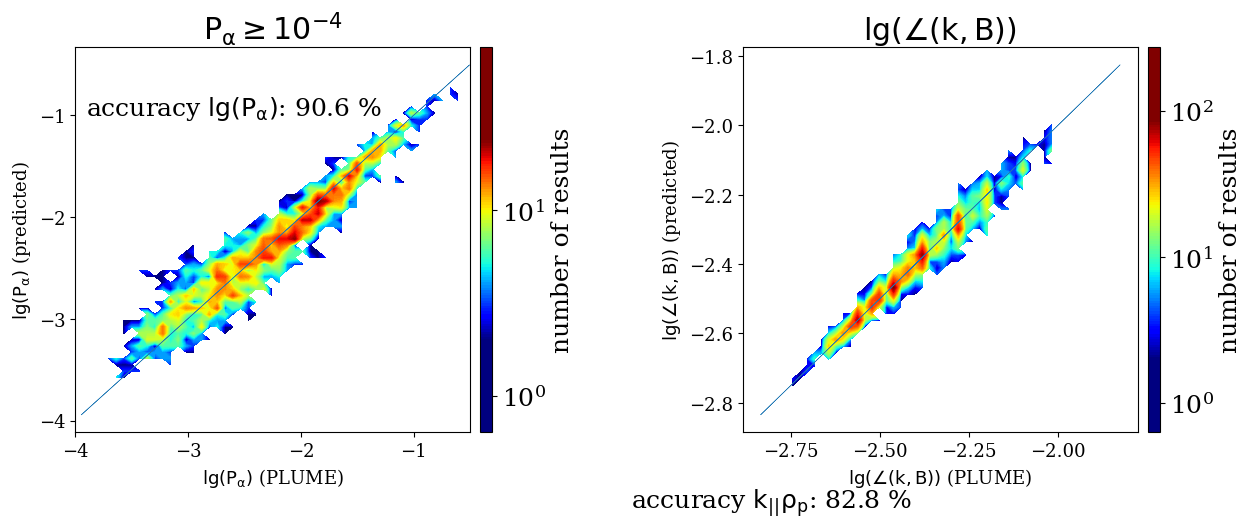 P_α ≥ 10^−4
accuracy lg(P_α): 90.6 %
lg(P_α) (predicted)
−1
−2
−3
−4
−4 −3 −2 −1
lg(P_α) (PLUME)
10^1
10^0
number of results
lg(∠(k, B))
lg(∠(k, B)) (predicted)
−1.8
−2.0
−2.2
−2.4
−2.6
−2.8
−2.75 −2.50 −2.25 −2.00
lg(∠(k, B)) (PLUME)
10^2
10^1
10^0
number of results
accuracy k_||ρ_p: 82.8 %